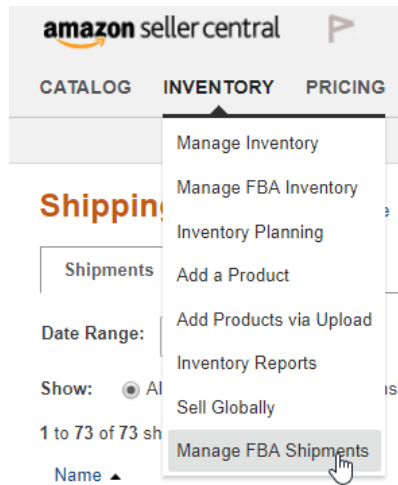 amazon seller central
CATALOG INVENTORY PRICING
Manage Inventory
Manage FBA Inventory
Inventory Planning
Add a Product
Add Products via Upload
Inventory Reports
Sell Globally
Manage FBA Shipments
Shipping
Shipments
Date Range:
Show:
1 to 73 of 73 sh
Name